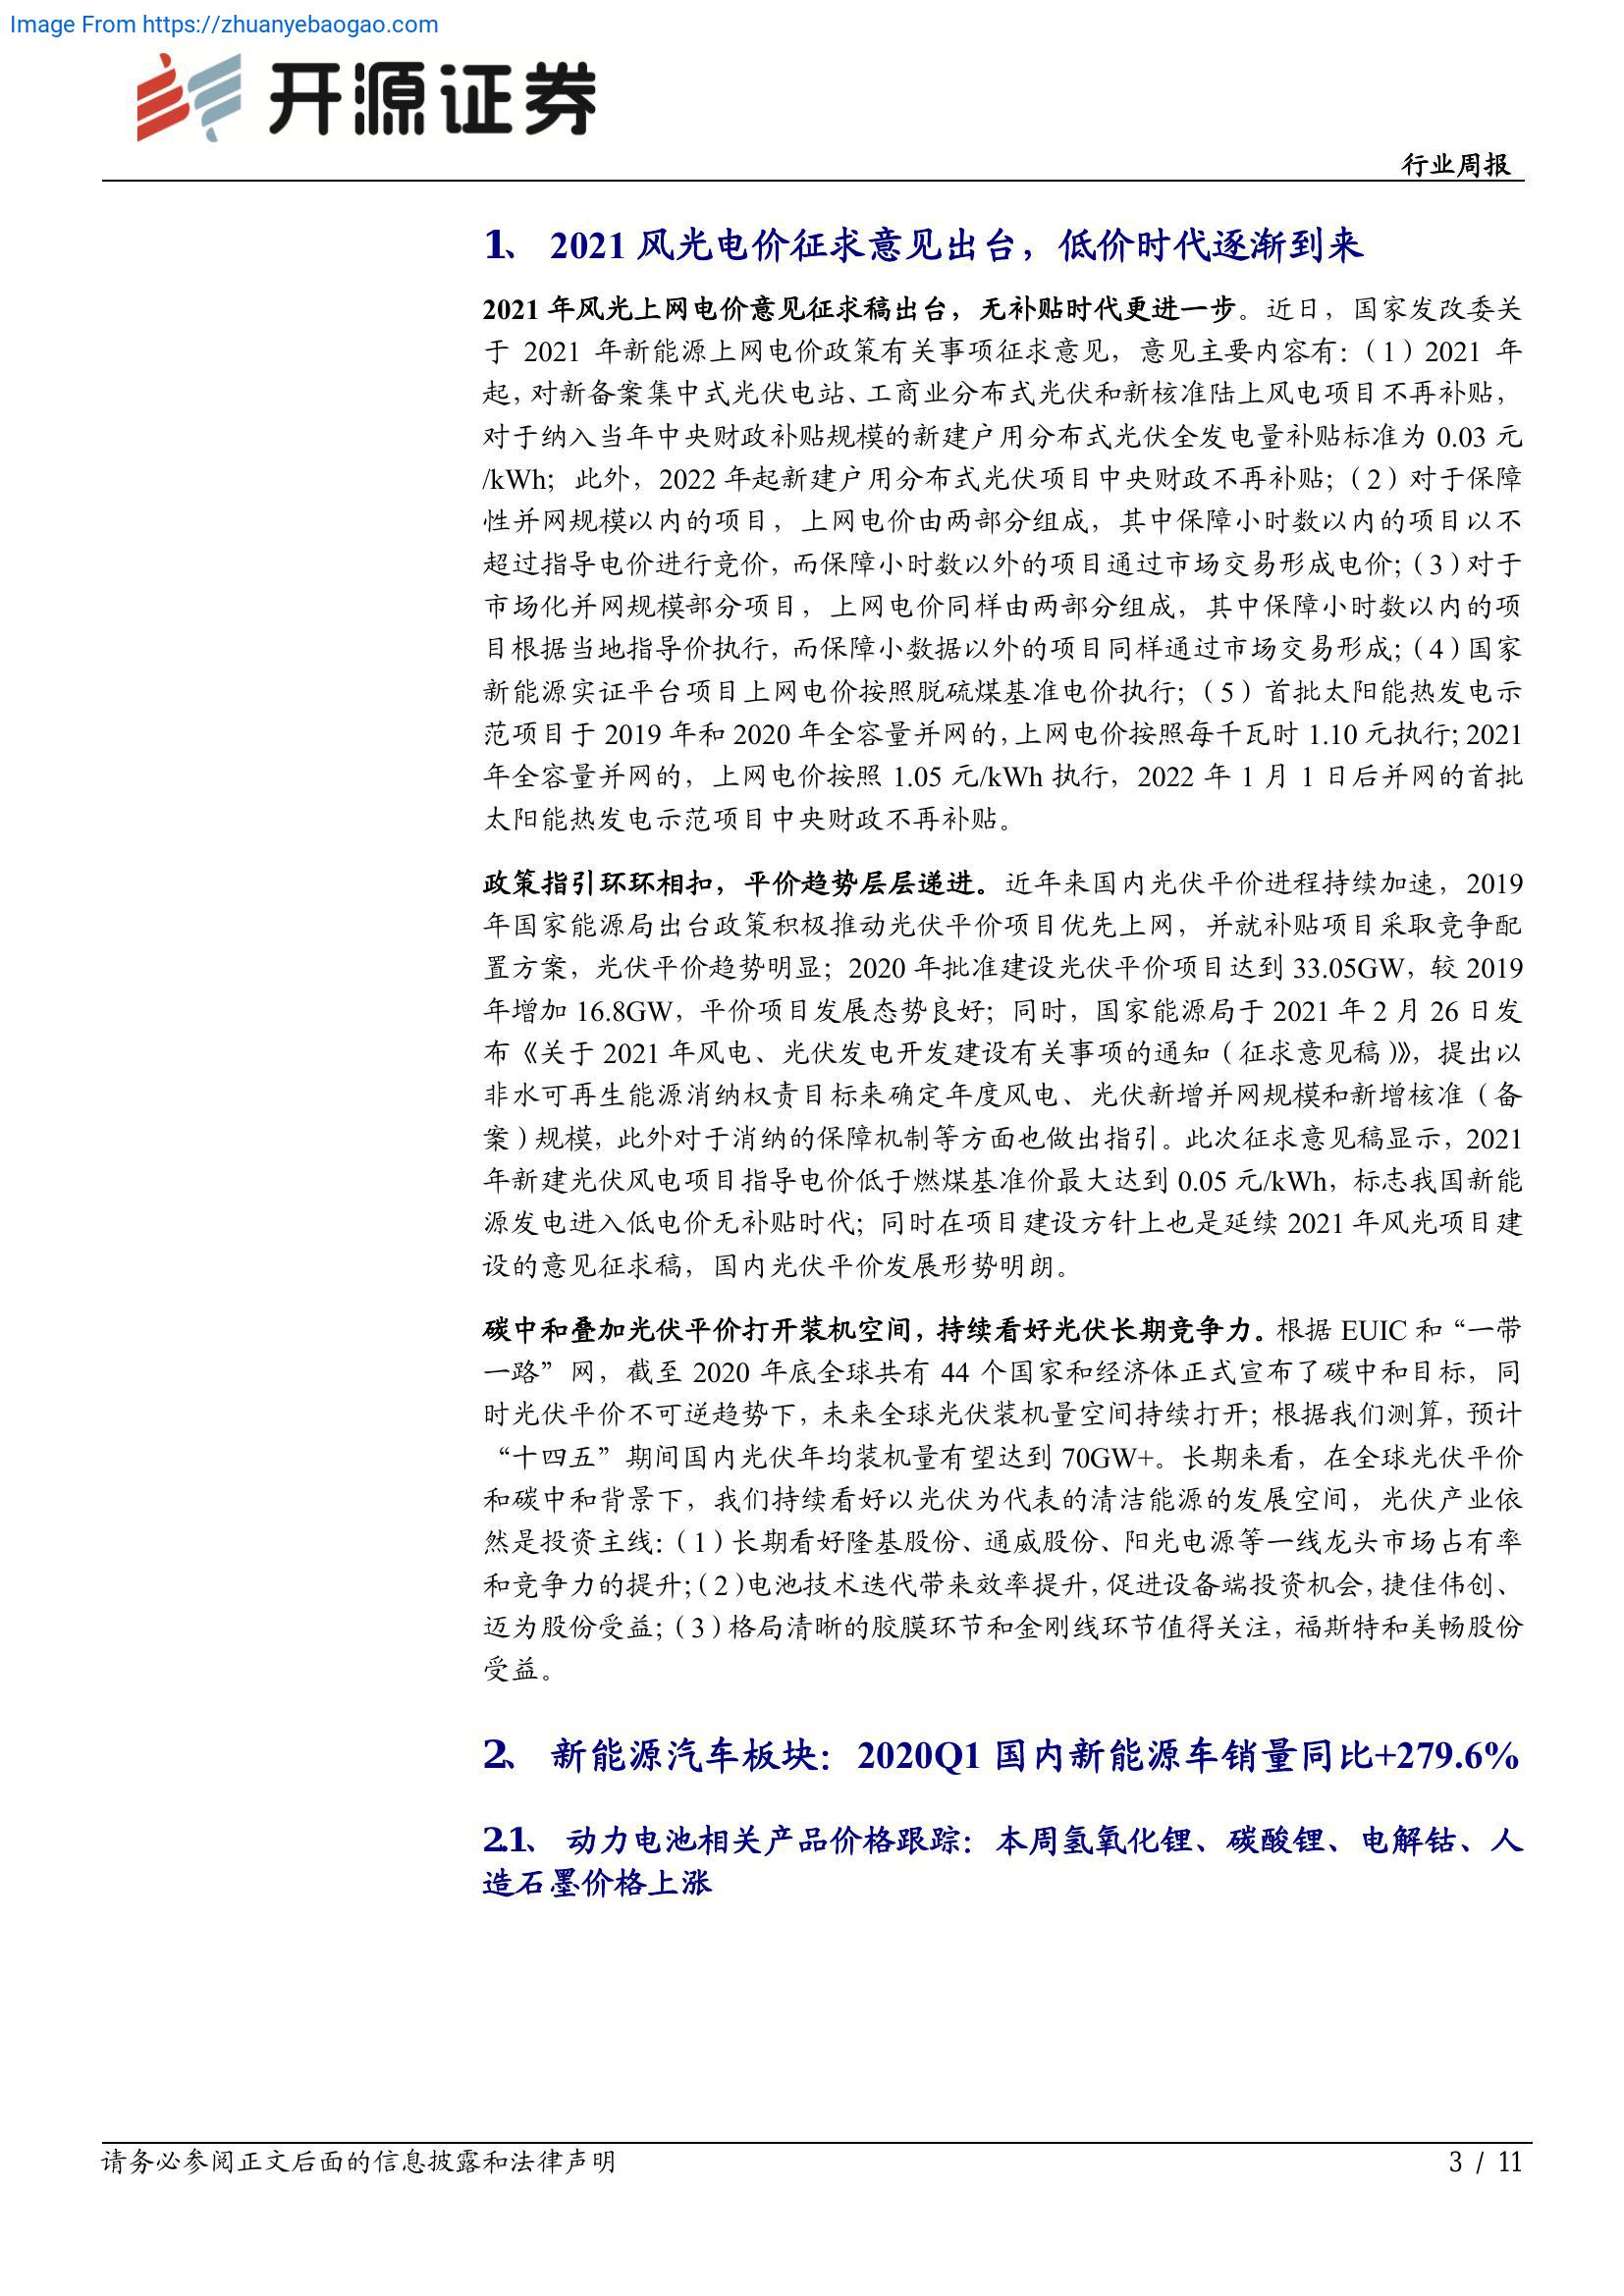 Image From https://zhuanyebaogao.com
开源证券
行业周报
1、 2021 风光电价征求意见出台，低价时代逐渐到来
2021 年风光上网电价意见征求稿出台，无补贴时代更进一步。近日，国家发改委关
于 2021 年新能源上网电价政策有关事项征求意见，意见主要内容有：（1）2021 年
起，对新备案集中式光伏电站、工商业分布式光伏和新核准陆上风电项目不再补贴，
对于纳入当年中央财政补贴规模的新建户用分布式光伏全发电量补贴标准为 0.03 元
/kWh；此外，2022 年起新建户用分布式光伏项目中央财政不再补贴；（2）对于保障
性并网规模以内的项目，上网电价由两部分组成，其中保障小时数以内的项目以不
超过指导电价进行竞价，而保障小时数以外的项目通过市场交易形成电价；（3）对于
市场化并网规模部分项目，上网电价同样由两部分组成，其中保障小时数以内的项
目根据当地指导价执行，而保障小数据以外的项目同样通过市场交易形成；（4）国家
新能源实证平台项目上网电价按照脱硫煤基准电价执行；（5）首批太阳能热发电示
范项目于 2019 年和 2020 年全容量并网的，上网电价按照每千瓦时 1.10 元执行；2021
年全容量并网的，上网电价按照 1.05 元/kWh 执行，2022 年 1 月 1 日后并网的首批
太阳能热发电示范项目中央财政不再补贴。
政策指引环环相扣，平价趋势层层递进。近年来国内光伏平价进程持续加速，2019
年国家能源局出台政策积极推动光伏平价项目优先上网，并就补贴项目采取竞争配
置方案，光伏平价趋势明显；2020 年批准建设光伏平价项目达到 33.05GW，较 2019
年增加 16.8GW，平价项目发展态势良好；同时，国家能源局于 2021 年 2 月 26 日发
布《关于 2021 年风电、光伏发电开发建设有关事项的通知（征求意见稿）》，提出以
非水可再生能源消纳权责目标来确定年度风电、光伏新增并网规模和新增核准（备
案）规模，此外对于消纳的保障机制等方面也做出指引。此次征求意见稿显示，2021
年新建光伏风电项目指导电价低于燃煤基准价最大达到 0.05 元/kWh，标志我国新能
源发电进入低电价无补贴时代；同时在项目建设方针上也是延续 2021 年风光项目建
设的意见征求稿，国内光伏平价发展形势明朗。
碳中和叠加光伏平价打开装机空间，持续看好光伏长期竞争力。根据 EUIC 和“一带
一路”网，截至 2020 年底全球共有 44 个国家和经济体正式宣布了碳中和目标，同
时光伏平价不可逆趋势下，未来全球光伏装机量空间持续打开；根据我们测算，预计
“十四五”期间国内光伏年均装机量有望达到 70GW+。长期来看，在全球光伏平价
和碳中和背景下，我们持续看好以光伏为代表的清洁能源的发展空间，光伏产业依
然是投资主线：（1）长期看好隆基股份、通威股份、阳光电源等一线龙头市场占有率
和竞争力的提升；（2）电池技术迭代带来效率提升，促进设备端投资机会，捷佳伟创、
迈为股份受益；（3）格局清晰的胶膜环节和金刚线环节值得关注，福斯特和美畅股份
受益。
2、 新能源汽车板块：2020Q1 国内新能源车销量同比+279.6%
2.1、 动力电池相关产品价格跟踪：本周氢氧化锂、碳酸锂、电解钴、人
造石墨价格上涨
请务必参阅正文后面的信息披露和法律声明
3 / 11